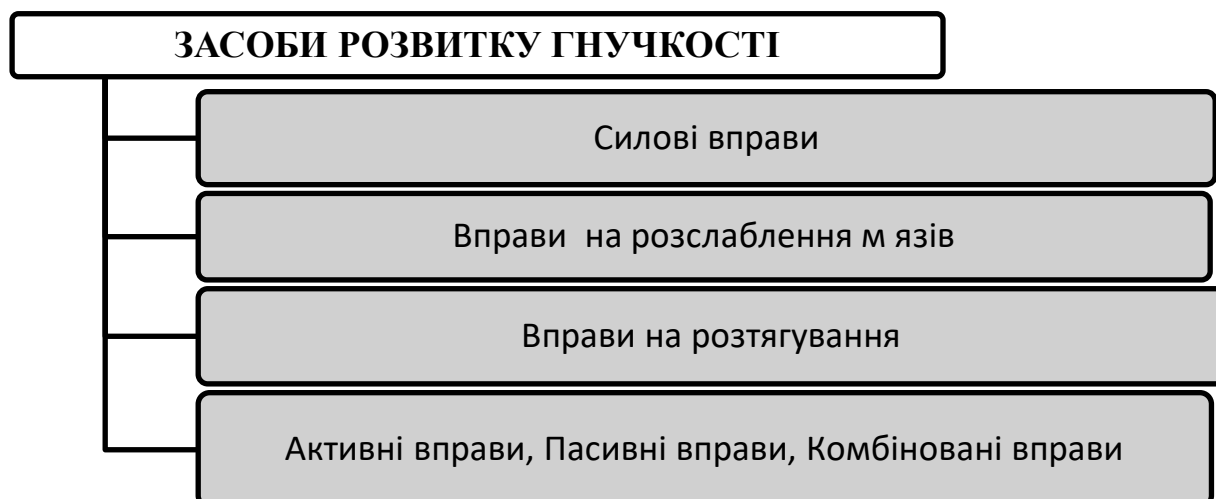 ЗАСОБИ РОЗВИТКУ ГНУЧКОСТІ
Силові вправи
Вправи  на розслаблення м язів
Вправи на розтягування
Активні вправи, Пасивні вправи, Комбіновані вправи